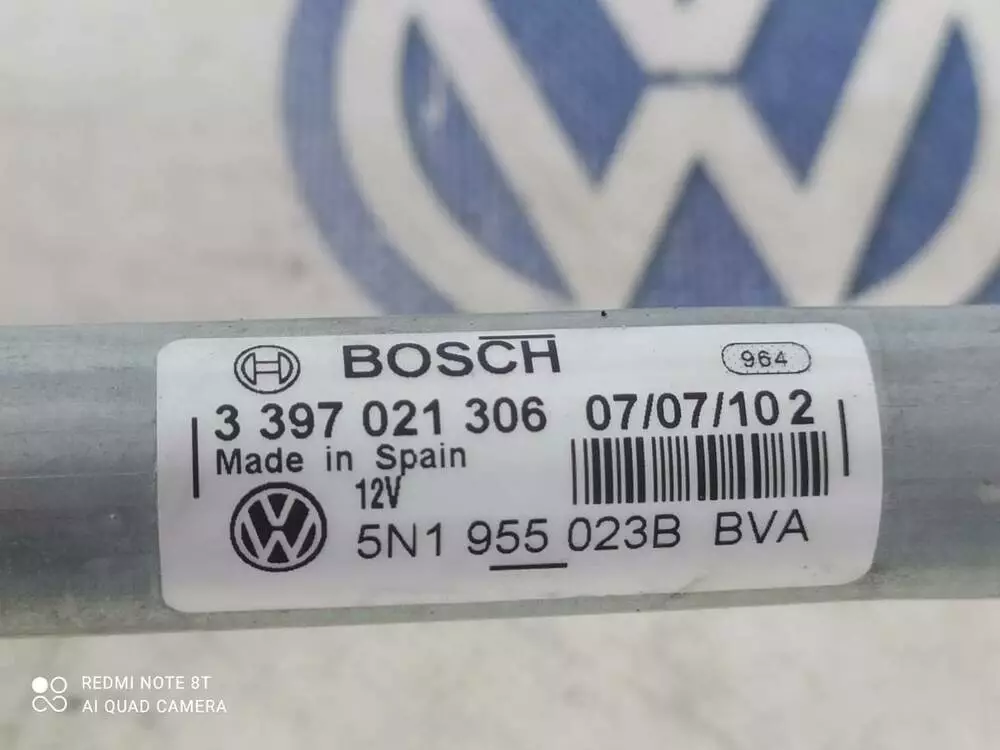 BOSCH 964
3 397 021 306 07/07/10 2
Made in Spain
12V
5N1 955 023B BVA
REDMI NOTE 8T
AI QUAD CAMERA